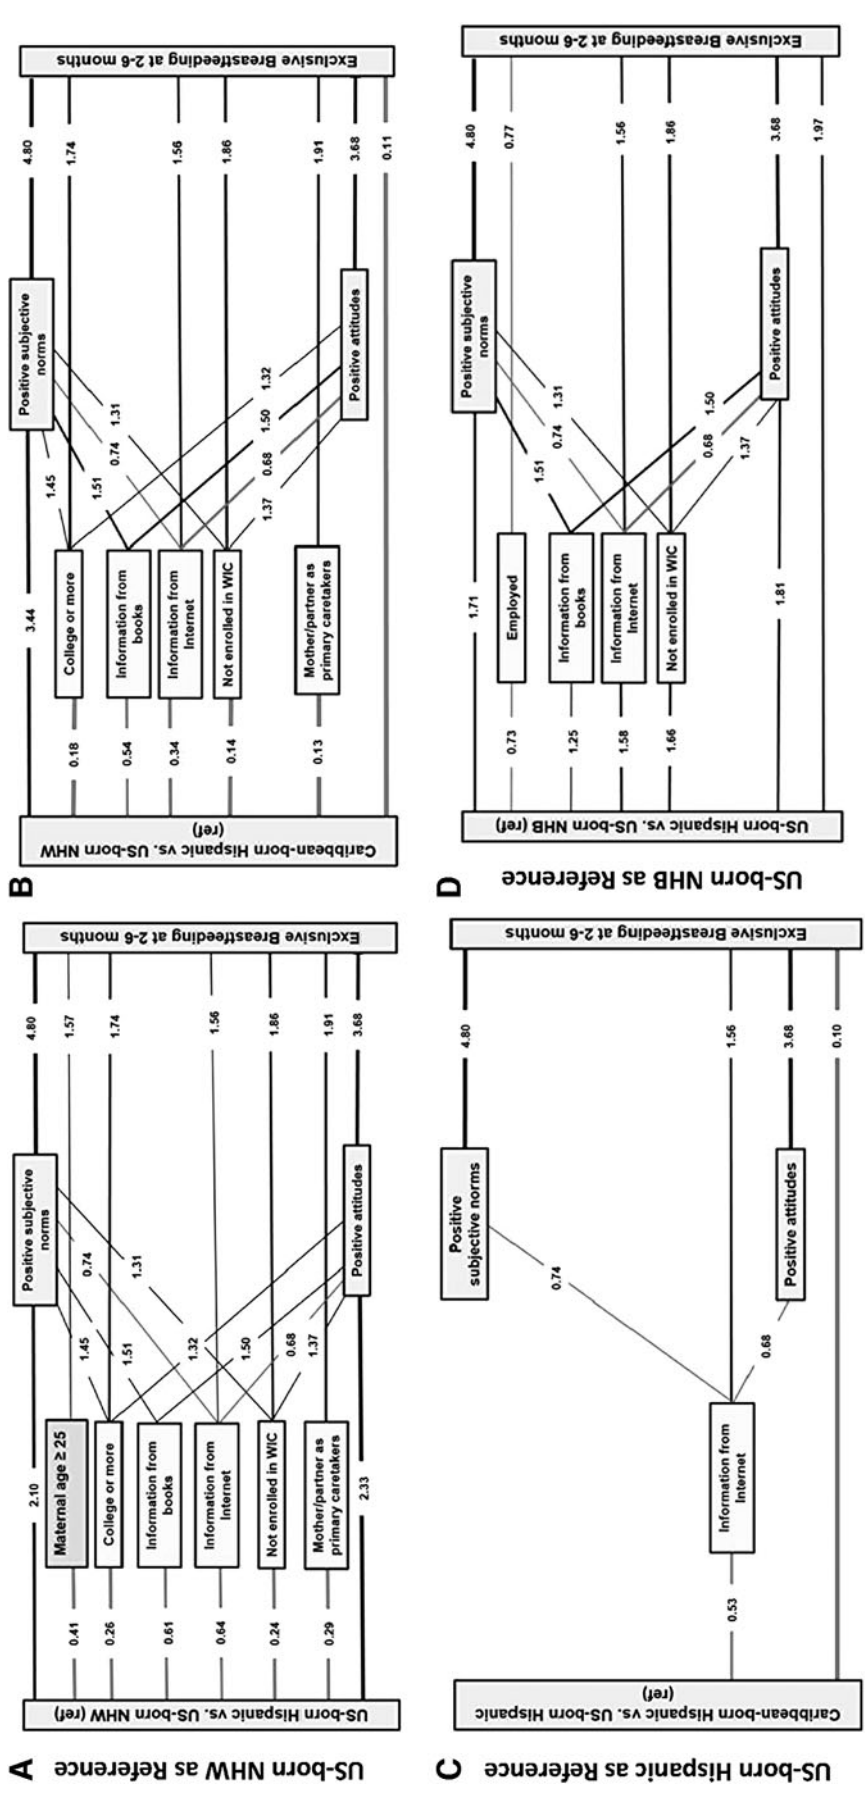 A
US-born NHW as Reference
US-born Hispanic vs. US-born NHW (ref)
2.10
0.41
0.26
0.61
0.64
0.24
0.29
2.33
Maternal age ≥ 25
College or more
Information from
books
Information from
Internet
Not enrolled in WIC
Mother/partner as
primary caretakers
1.45
1.51
0.74
1.31
1.32
1.50
0.68
1.37
Positive subjective
norms
Positive attitudes
4.80
1.57
1.74
1.56
1.86
1.91
3.68
Exclusive Breastfeeding at 2-6 months
B
Caribbean-born Hispanic vs. US-born NHW
(ref)
3.44
0.18
0.54
0.34
0.14
0.13
College or more
Information from
books
Information from
Internet
Not enrolled in WIC
Mother/partner as
primary caretakers
1.45
1.51
0.74
1.31
1.32
1.50
0.68
1.37
Positive subjective
norms
Positive attitudes
4.80
1.74
1.56
1.86
1.91
3.68
0.11
Exclusive Breastfeeding at 2-6 months
C
US-born Hispanic as Reference
Caribbean-born Hispanic vs. US-born Hispanic
(ref)
0.53
Information from
Internet
0.74
0.68
Positive
subjective norms
Positive attitudes
4.80
1.56
3.68
0.10
Exclusive Breastfeeding at 2-6 months
D
US-born NHB as Reference
US-born Hispanic vs. US-born NHB (ref)
1.71
0.73
1.25
1.58
1.66
1.81
Employed
Information from
books
Information from
Internet
Not enrolled in WIC
1.51
0.74
1.31
1.50
0.68
1.37
Positive subjective
norms
Positive attitudes
4.80
0.77
1.56
1.86
3.68
1.97
Exclusive Breastfeeding at 2-6 months